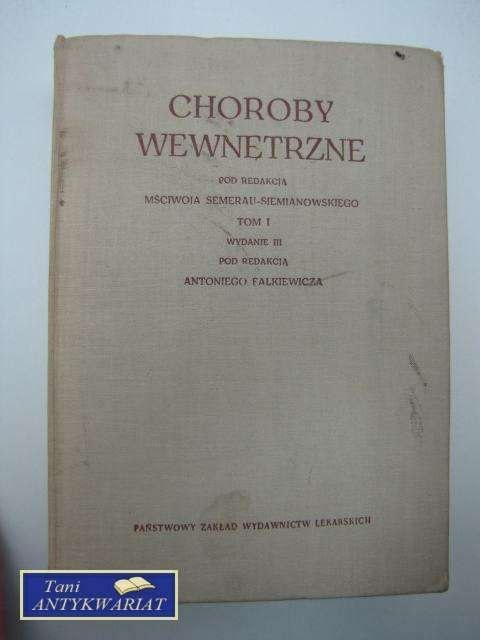 CHOROBY
WEWNĘTRZNE
POD REDAKCJĄ
MŚCIWOJA SEMERAU-SIEMIANOWSKIEGO
TOM I
WYDANIE III
POD REDAKCJĄ
ANTONIEGO FALKIEWICZA
PAŃSTWOWY ZAKŁAD WYDAWNICTW LEKARSKICH
Tani
ANTYKWARIAT